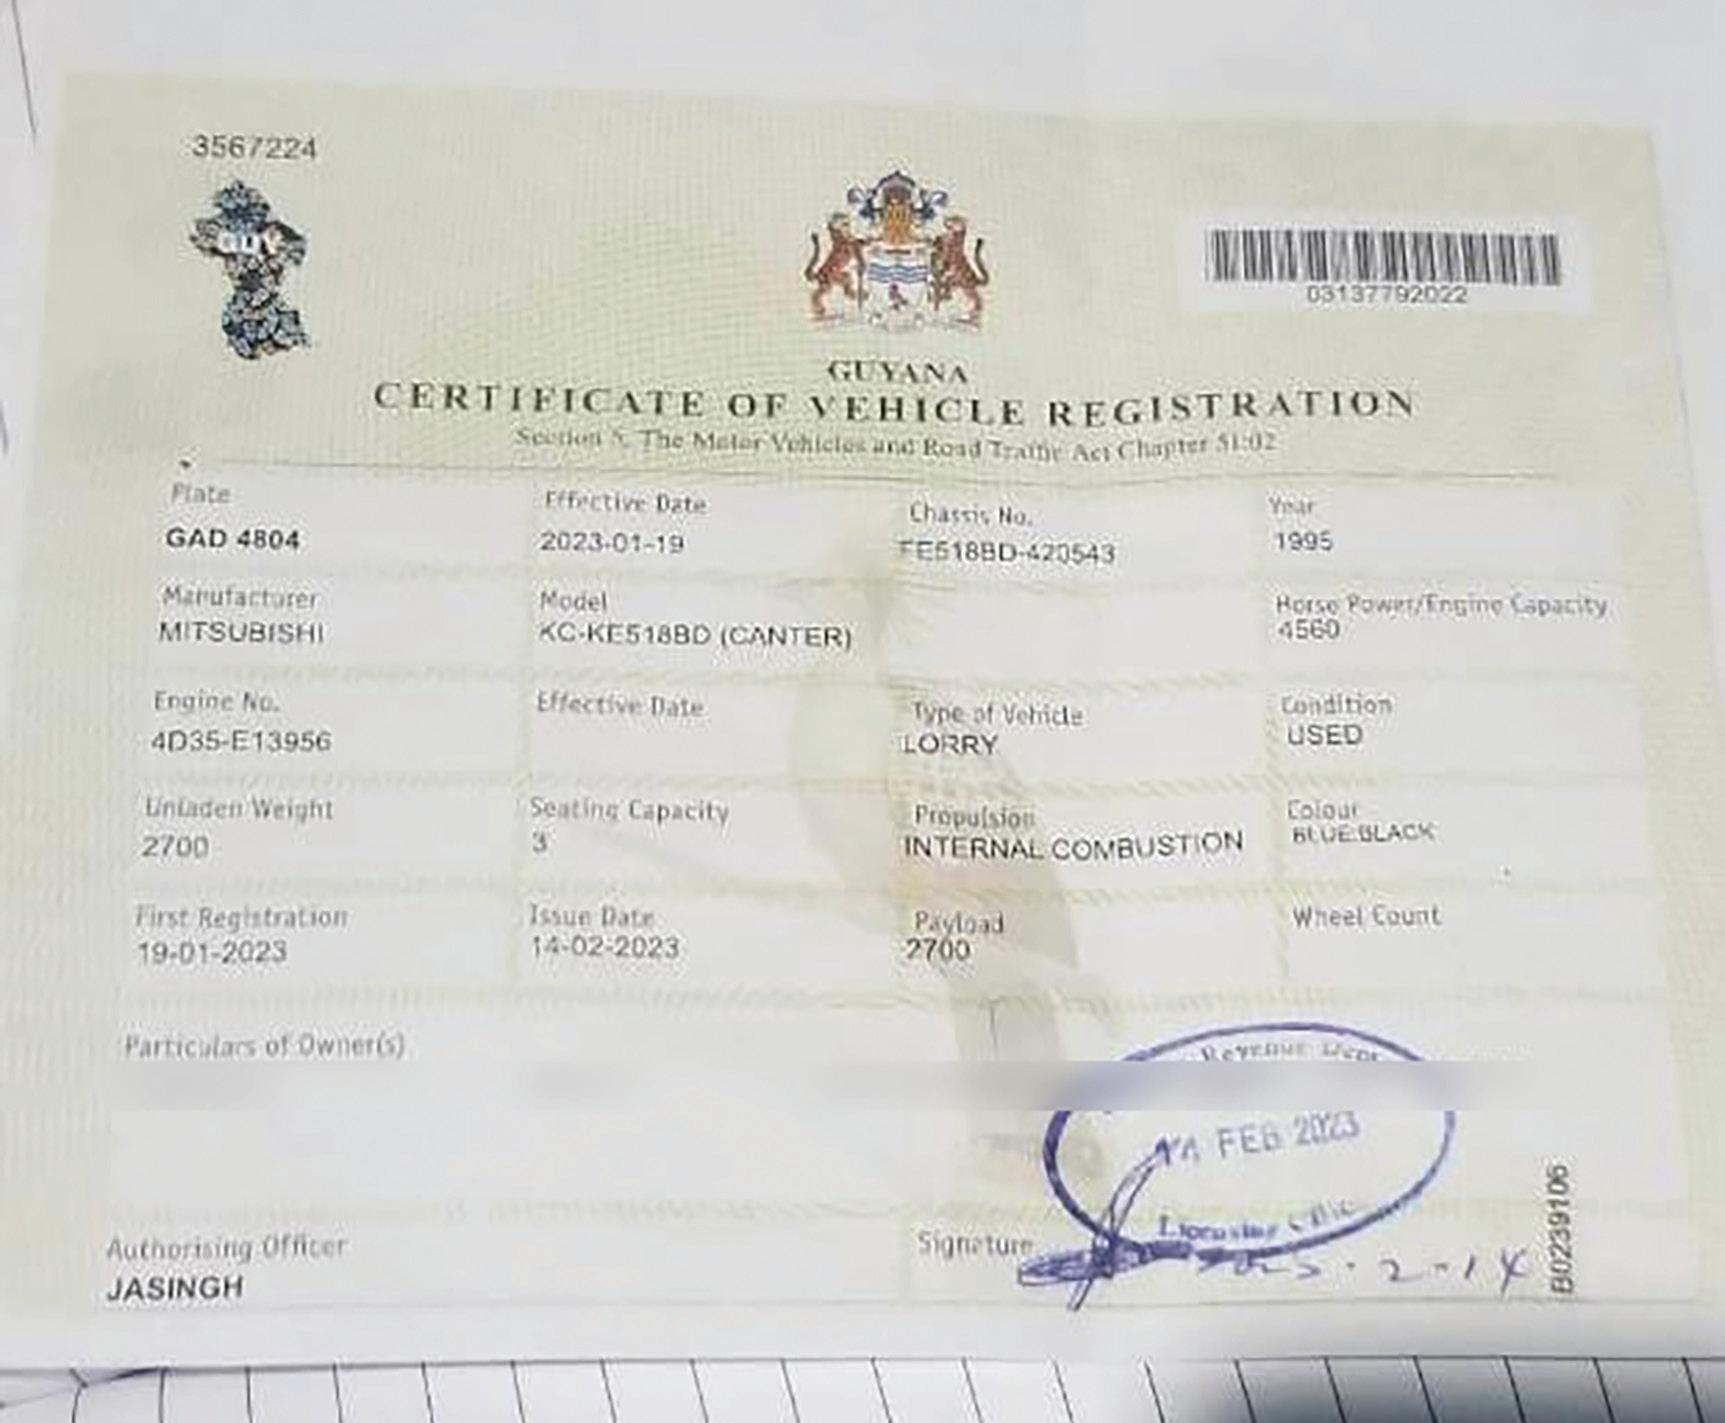 3567224
GUY
03137792022
GUYANA
CERTIFICATE OF VEHICLE REGISTRATION
Section 5, The Motor Vehicles and Road Traffic Act Chapter 51:02
Plate Effective Date Chassis No. Year
GAD 4804 2023-01-19 FE518BD-420543 1995
Manufacturer Model Horse Power/Engine Capacity
MITSUBISHI KC-KE518BD (CANTER) 4560
Engine No. Effective Date Type of Vehicle Condition
4D35-E13956 LORRY USED
Unladen Weight Seating Capacity Propulsion Colour
2700 3 INTERNAL COMBUSTION BLUE:BLACK
First Registration Issue Date Payload Wheel Count
19-01-2023 14-02-2023 2700
Particulars of Owner(s)
Revenue
14 FEB 2023
Authorising Officer Signature
JASINGH
B0239106